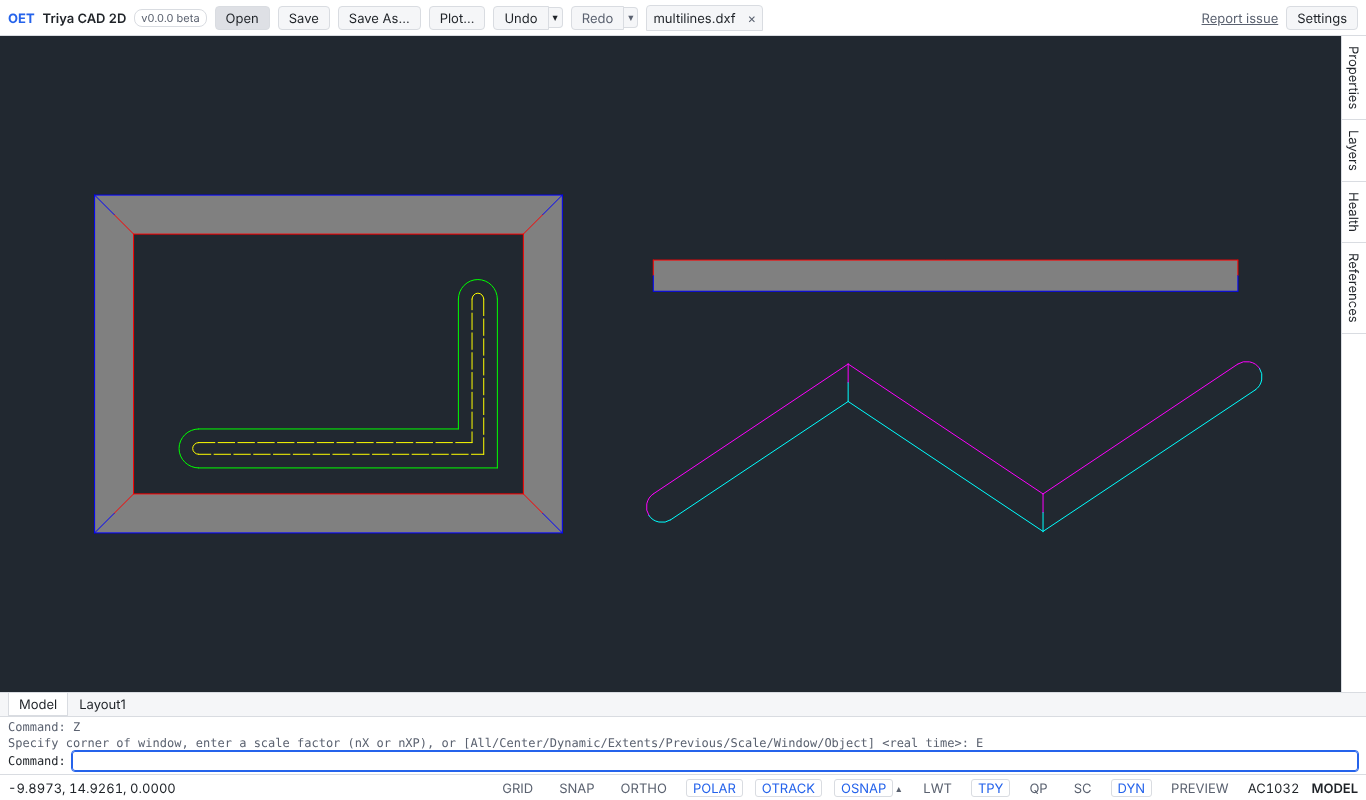 OET Triya CAD 2D v0.0.0 beta Open Save Save As... Plot... Undo ▾ Redo ▾ multilines.dxf × Report issue Settings
Properties
Layers
Health
References
Model Layout1
Command: Z
Specify corner of window, enter a scale factor (nX or nXP), or [All/Center/Dynamic/Extents/Previous/Scale/Window/Object] <real time>: E
Command:
-9.8973, 14.9261, 0.0000 GRID SNAP ORTHO POLAR OTRACK OSNAP ▴ LWT TPY QP SC DYN PREVIEW AC1032 MODEL